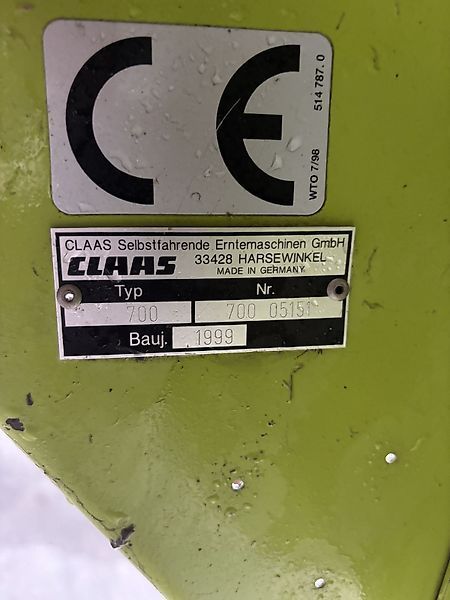 CE
WTO 7/98 514 787.0
CLAAS Selbstfahrende Erntemaschinen GmbH
CLAAS 33428 HARSEWINKEL
MADE IN GERMANY
Typ Nr.
700 700 05151
Bauj. 1999